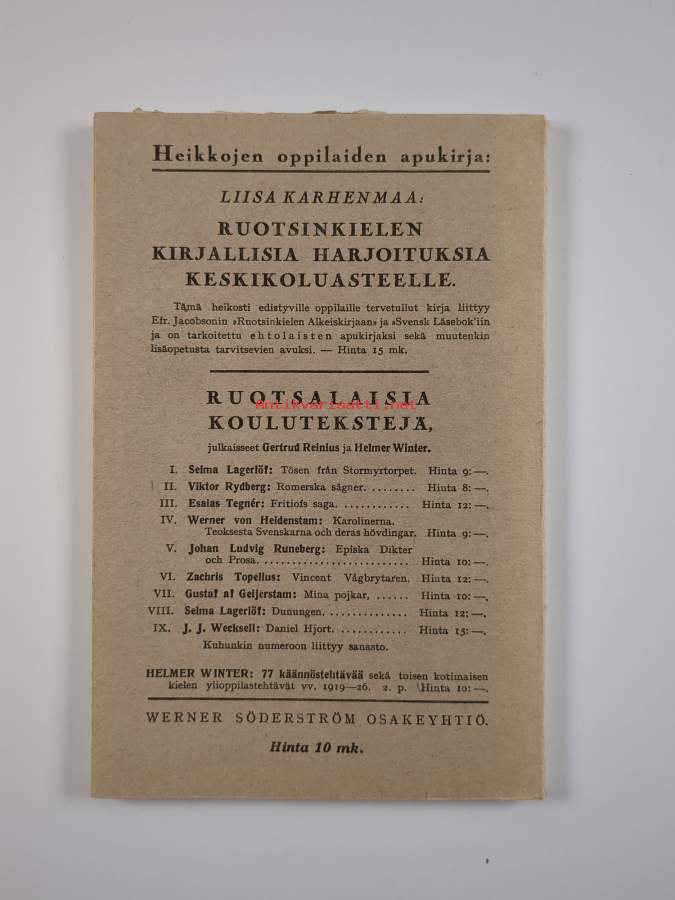 Heikkojen oppilaiden apukirja:
LIISA KARHENMAA:
RUOTSINKIELEN
KIRJALLISIA HARJOITUKSIA
KESKIKOLUASTEELLE.
Tämä heikosti edistyville oppilaille tervetullut kirja liittyy
Efr. Jacobsonin »Ruotsinkielen Alkeiskirjaan» ja »Svensk Läsebok'iin
ja on tarkoitettu ehtolaisten apukirjaksi sekä muutenkin
lisäopetusta tarvitsevien avuksi. — Hinta 15 mk.
RUOTSALAISIA
Antikvariaatti.net
KOULUTEKSTEJÄ,
julkaisseet Gertrud Reinius ja Helmer Winter.
I. Selma Lagerlöf: Tösen från Stormyrtorpet. Hinta 9:—.
II. Viktor Rydberg: Romerska sägner. ........ Hinta 8:—.
III. Esaias Tegnér: Fritiofs saga. ............ Hinta 12:—.
IV. Werner von Heidenstam: Karolinerna.
Teoksesta Svenskarna och deras hövdingar. Hinta 9:—.
V. Johan Ludvig Runeberg: Episka Dikter
och Prosa. .......................... Hinta 10:—.
VI. Zachris Topelius: Vincent Vågbrytaren. Hinta 12:—.
VII. Gustaf af Geijerstam: Mina pojkar, ...... Hinta 10:—.
VIII. Selma Lagerlöf: Dunungen. .............. Hinta 12:—.
IX. J. J. Wecksell: Daniel Hjort. ............ Hinta 15:—.
Kuhunkin numeroon liittyy sanasto.
HELMER WINTER: 77 käännöstehtävää sekä toisen kotimaisen
kielen ylioppilastehtävät vv. 1919—26. 2. p. Hinta 10:—.
WERNER SÖDERSTRÖM OSAKEYHTIÖ.
Hinta 10 mk.